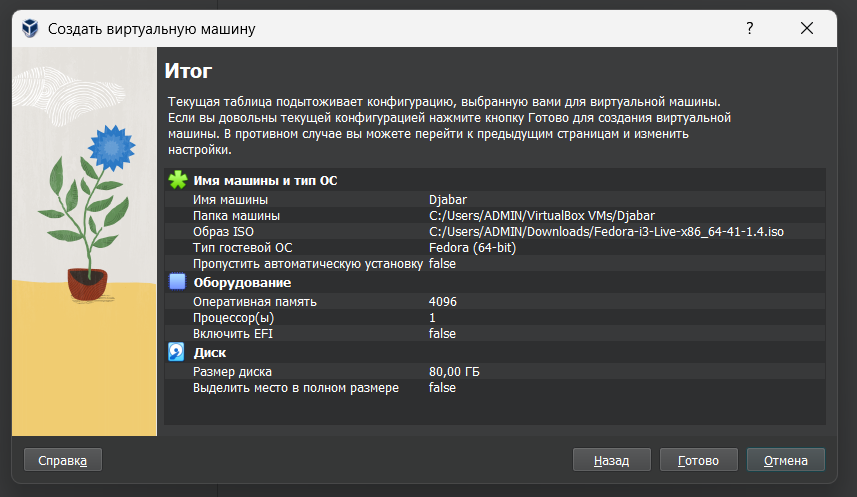 Создать виртуальную машину
?
Итог
Текущая таблица подытоживает конфигурацию, выбранную вами для виртуальной машины.
Если вы довольны текущей конфигурацией нажмите кнопку Готово для создания виртуальной
машины. В противном случае вы можете перейти к предыдущим страницам и изменить
настройки.
Имя машины и тип ОС
Имя машины Djabar
Папка машины C:/Users/ADMIN/VirtualBox VMs/Djabar
Образ ISO C:/Users/ADMIN/Downloads/Fedora-i3-Live-x86_64-41-1.4.iso
Тип гостевой ОС Fedora (64-bit)
Пропустить автоматическую установку false
Оборудование
Оперативная память 4096
Процессор(ы) 1
Включить EFI false
Диск
Размер диска 80,00 ГБ
Выделить место в полном размере false
Справка Назад Готово Отмена